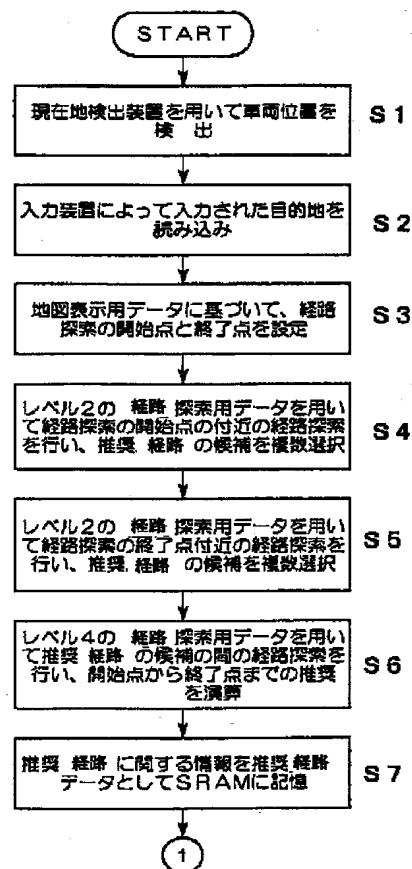 START
現在地検出装置を用いて車両位置を
検 出
S1
入力装置によって入力された目的地を
読み込み
S2
地図表示用データに基づいて、経路
探索の開始点と終了点を設定
S3
レベル2の 経路 探索用データを用い
て経路探索の開始点の付近の経路探索
を行い、推奨 経路 の候補を複数選択
S4
レベル2の 経路 探索用データを用い
て経路探索の終了点付近の経路探索を
行い、推奨 経路 の候補を複数選択
S5
レベル4の 経路 探索用データを用い
て推奨 経路 の候補の間の経路探索を
行い、開始点から終了点までの推奨
を演算
S6
推奨 経路 に関する情報を推奨 経路
データとしてSRAMに記憶
S7
1